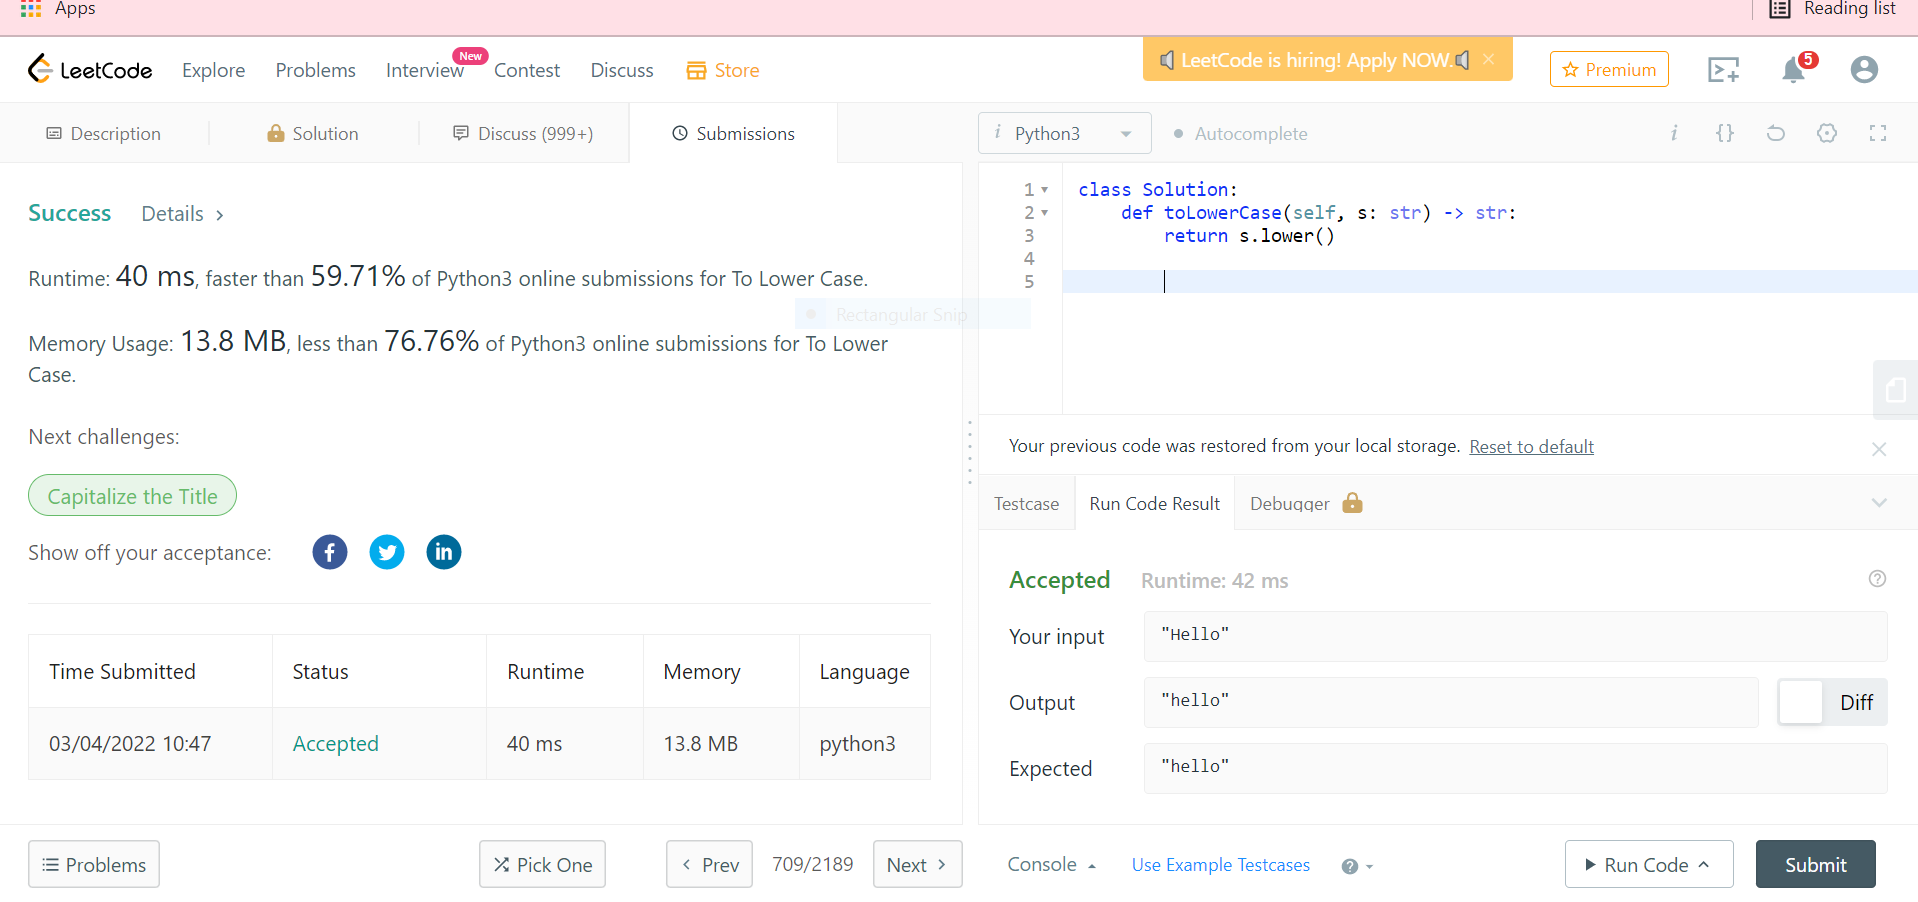 Apps
Reading list
LeetCode
Explore
Problems
Interview
New
Contest
Discuss
Store
LeetCode is hiring! Apply NOW.
Premium
5
Description
Solution
Discuss (999+)
Submissions
i Python3
Autocomplete
i {}
Success Details >
Runtime: 40 ms, faster than 59.71% of Python3 online submissions for To Lower Case.
Memory Usage: 13.8 MB, less than 76.76% of Python3 online submissions for To Lower
Case.
Rectangular Snip
Next challenges:
Capitalize the Title
Show off your acceptance:
Time Submitted Status Runtime Memory Language
03/04/2022 10:47 Accepted 40 ms 13.8 MB python3
Problems
Pick One
< Prev
709/2189
Next >
1 class Solution:
2     def toLowerCase(self, s: str) -> str:
3         return s.lower()
4
5
Your previous code was restored from your local storage. Reset to default
Testcase
Run Code Result
Debugger
Accepted Runtime: 42 ms
Your input "Hello"
Output "hello" Diff
Expected "hello"
Console
Use Example Testcases
Run Code
Submit